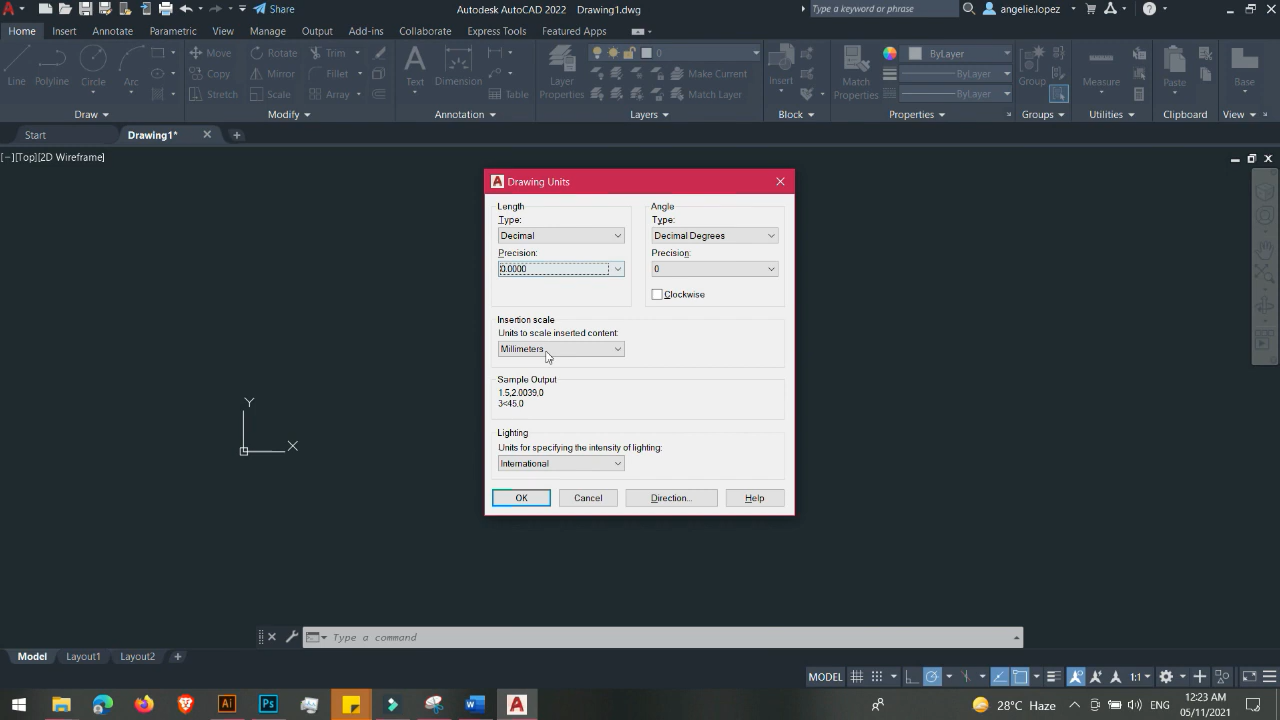 Share
Autodesk AutoCAD 2022 Drawing1.dwg
Type a keyword or phrase
angelie.lopez
Home Insert Annotate Parametric View Manage Output Add-ins Collaborate Express Tools Featured Apps
Line Polyline Circle Arc
Move Rotate Trim
Copy Mirror Fillet
Stretch Scale Array
Text Dimension Table
Layer Properties
0
Make Current
Match Layer
Insert
Match Properties
ByLayer
ByLayer
ByLayer
Group
Measure
Paste
Base
Draw Modify Annotation Layers Block Properties Groups Utilities Clipboard View
Start Drawing1*
[−][Top][2D Wireframe]
Drawing Units
Length
Type:
Decimal
Precision:
0.0000
Angle
Type:
Decimal Degrees
Precision:
0
Clockwise
Insertion scale
Units to scale inserted content:
Millimeters
Sample Output
1.5,2.0039,0
3<45,0
Lighting
Units for specifying the intensity of lighting:
International
OK Cancel Direction... Help
Y
X
Type a command
Model Layout1 Layout2
MODEL
1:1
28°C Haze
ENG
12:23 AM
05/11/2021